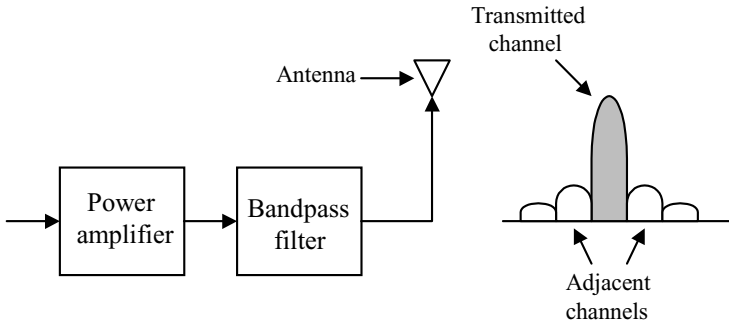 Transmitted
channel
Antenna
Power
amplifier
Bandpass
filter
Adjacent
channels